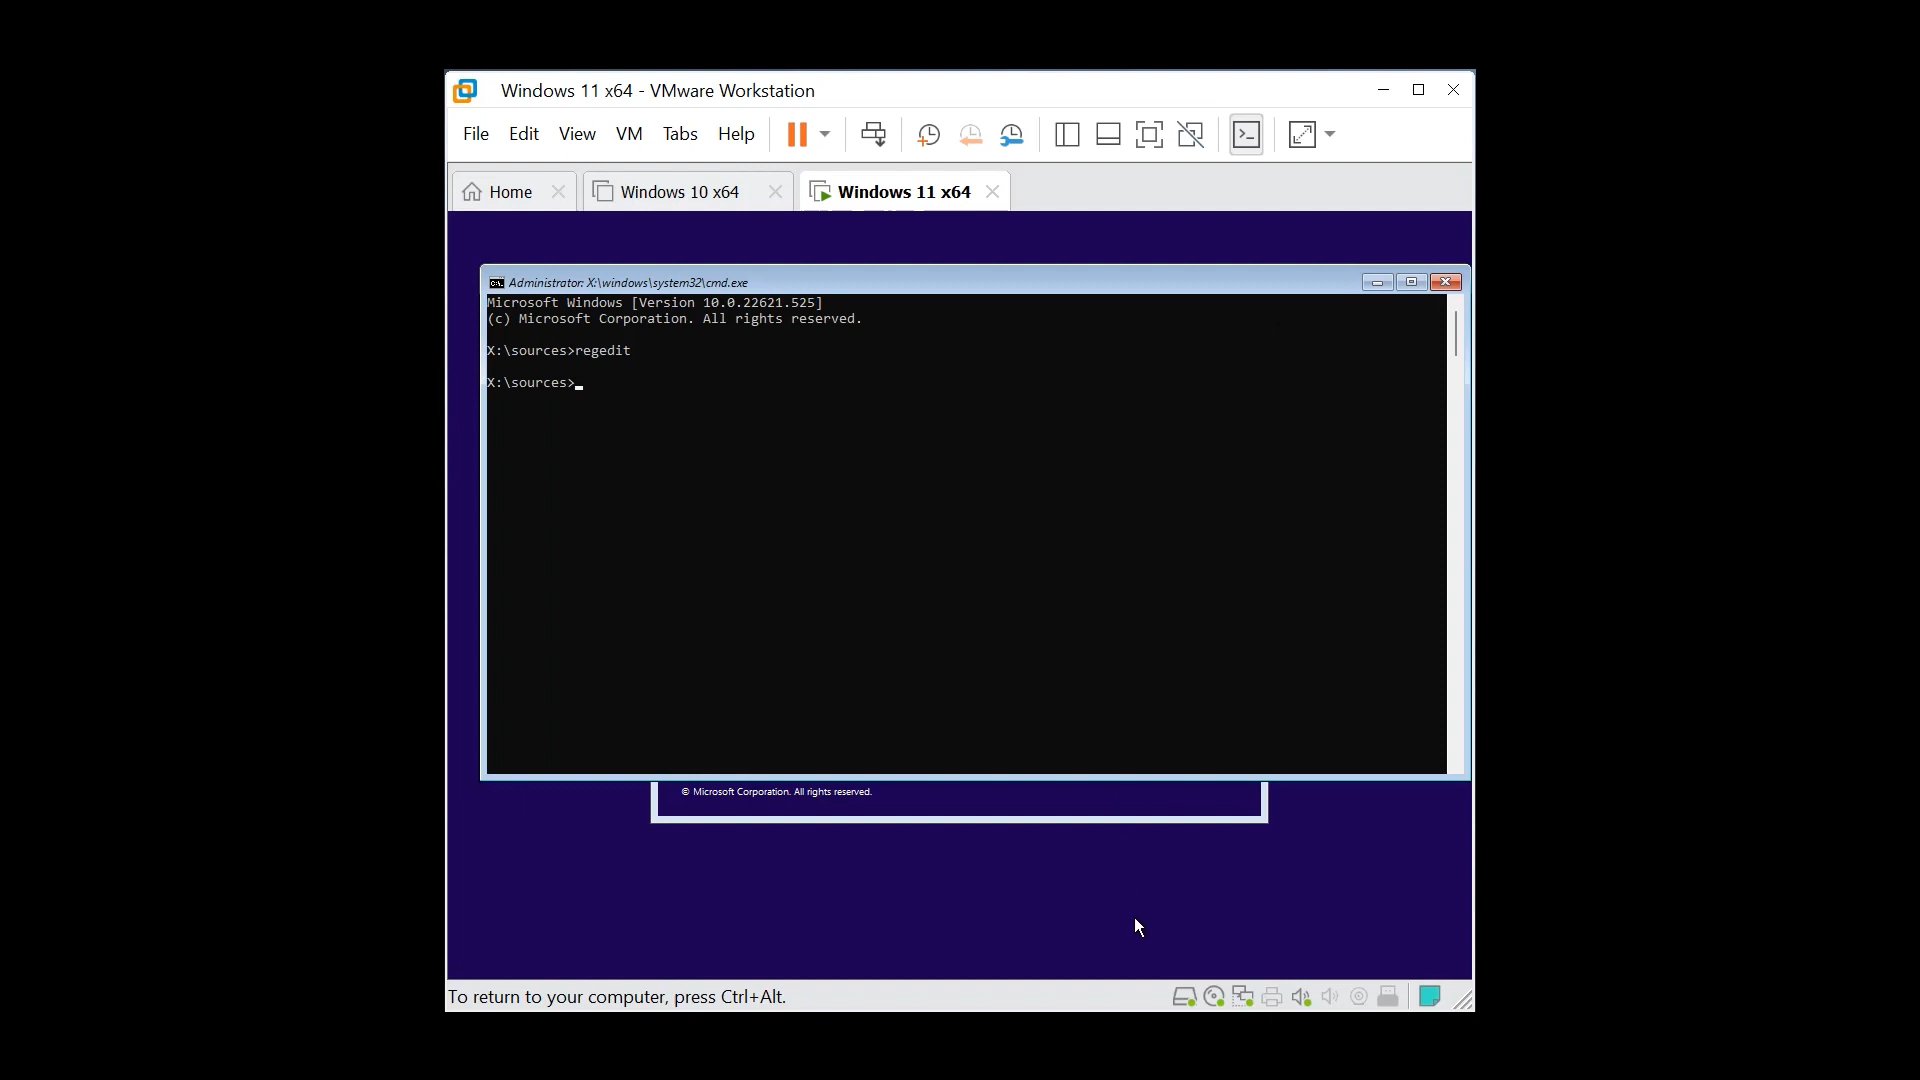 Windows 11 x64 - VMware Workstation
File Edit View VM Tabs Help
Home Windows 10 x64 Windows 11 x64
Administrator: X:\windows\system32\cmd.exe
Microsoft Windows [Version 10.0.22621.525]
(c) Microsoft Corporation. All rights reserved.
X:\sources>regedit
X:\sources>
© Microsoft Corporation. All rights reserved.
To return to your computer, press Ctrl+Alt.